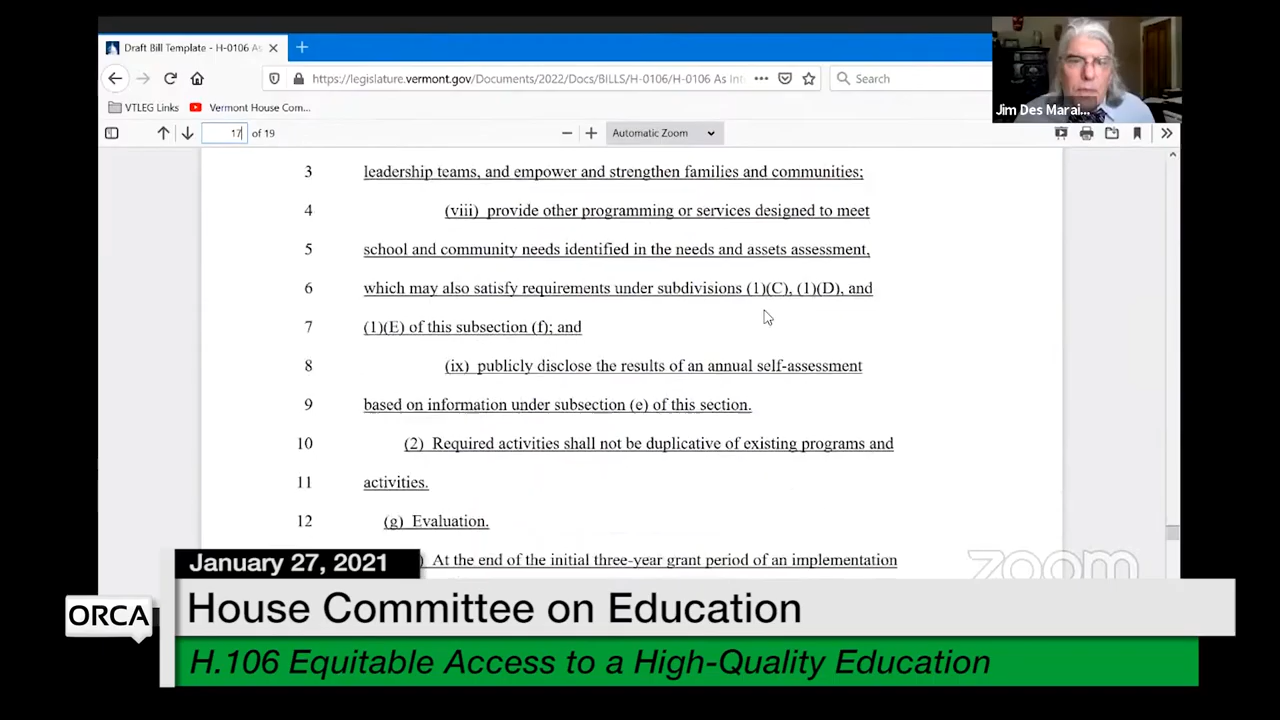 Draft Bill Template - H-0106 As
https://legislature.vermont.gov/Documents/2022/Docs/BILLS/H-0106/H-0106 As Int
Search
VTLEG Links
Vermont House Com...
Jim Des Marai...
17 of 19
Automatic Zoom
3 leadership teams, and empower and strengthen families and communities;
4 (viii) provide other programming or services designed to meet
5 school and community needs identified in the needs and assets assessment,
6 which may also satisfy requirements under subdivisions (1)(C), (1)(D), and
7 (1)(E) of this subsection (f); and
8 (ix) publicly disclose the results of an annual self-assessment
9 based on information under subsection (e) of this section.
10 (2) Required activities shall not be duplicative of existing programs and
11 activities.
12 (g) Evaluation.
) At the end of the initial three-year grant period of an implementation
zoom
January 27, 2021
ORCA
House Committee on Education
H.106 Equitable Access to a High-Quality Education